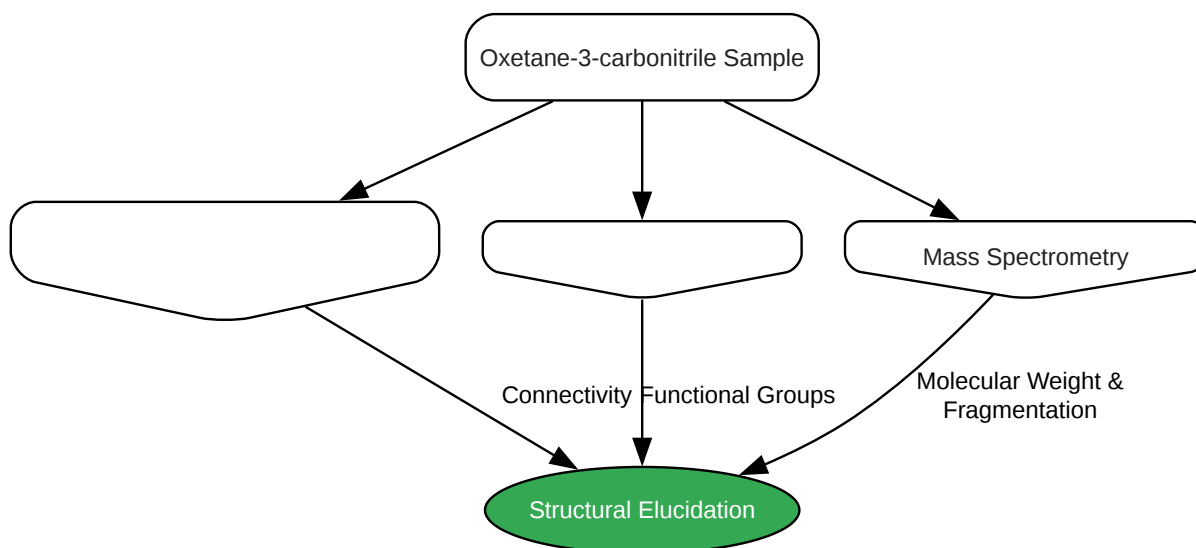 Oxetane-3-carbonitrile Sample
Mass Spectrometry
Connectivity
Functional Groups
Molecular Weight &
Fragmentation
Structural Elucidation